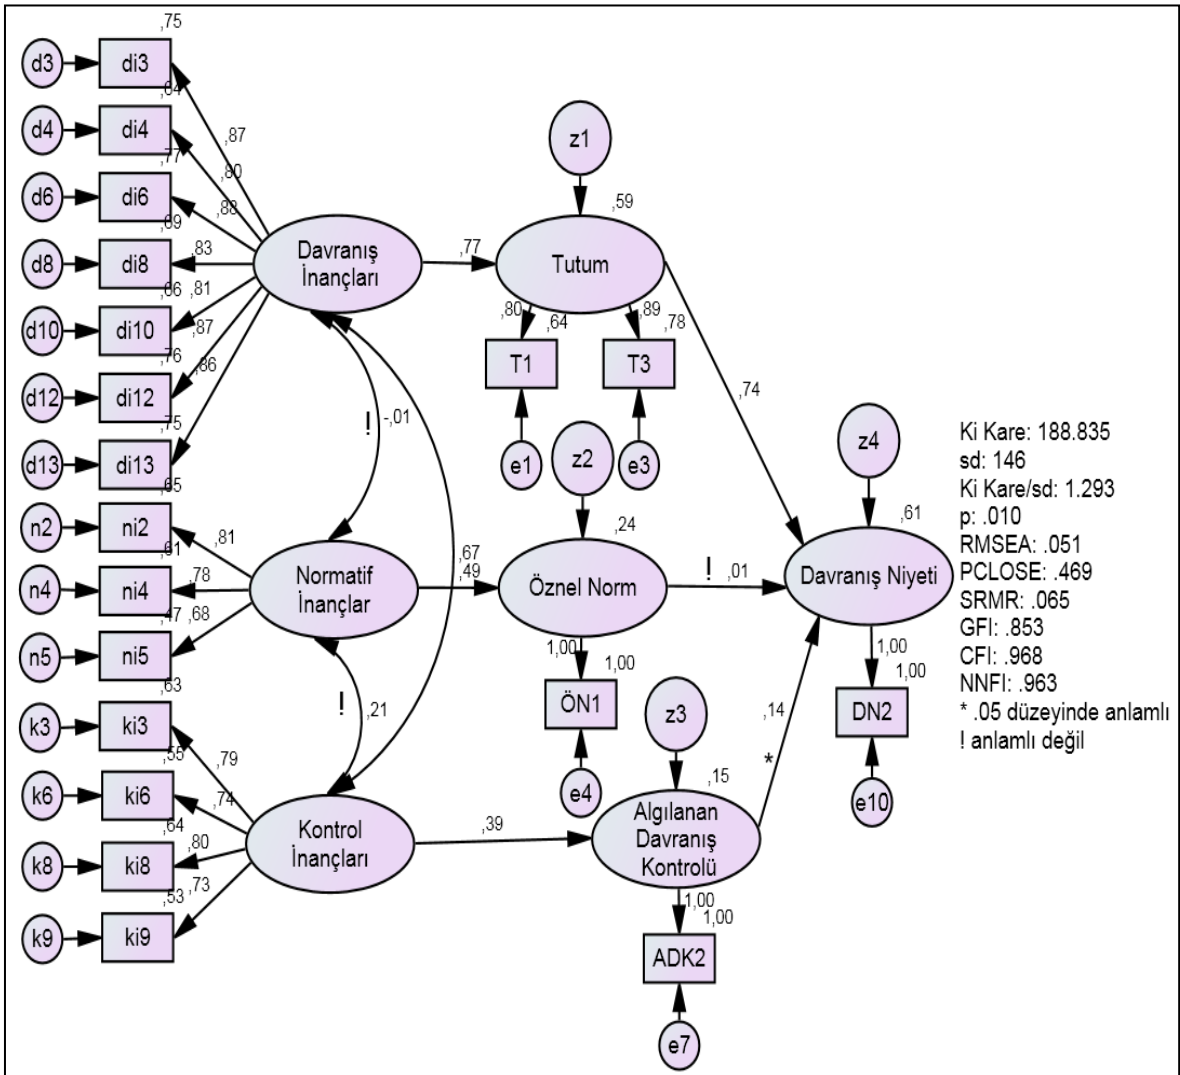 ,75
d3
di3
,64
d4
di4
,87
,77
,80
d6
di6
,88
,69
d8
di8
,83
,66
,81
d10
di10
,87
,76
,86
d12
di12
,75
d13
di13
,65
Davranış
İnançları
,77
z1
,59
Tutum
,80
,64
,89
,78
T1
T3
e1
e3
!
-,01
,74
n2
ni2
,81
,61
n4
ni4
,78
,47
,68
n5
ni5
,63
Normatif
İnançlar
,67
,49
z2
,24
Öznel Norm
!
,01
1,00
1,00
ÖN1
e4
z4
,61
Davranış Niyeti
1,00
1,00
DN2
e10
!
,21
k3
ki3
,79
,55
k6
ki6
,74
,64
k8
ki8
,80
,53
,73
k9
ki9
Kontrol
İnançları
,39
z3
,15
Algılanan
Davranış
Kontrolü
,14
*
1,00
1,00
ADK2
e7
Ki Kare: 188.835
sd: 146
Ki Kare/sd: 1.293
p: .010
RMSEA: .051
PCLOSE: .469
SRMR: .065
GFI: .853
CFI: .968
NNFI: .963
* .05 düzeyinde anlamlı
! anlamlı değil